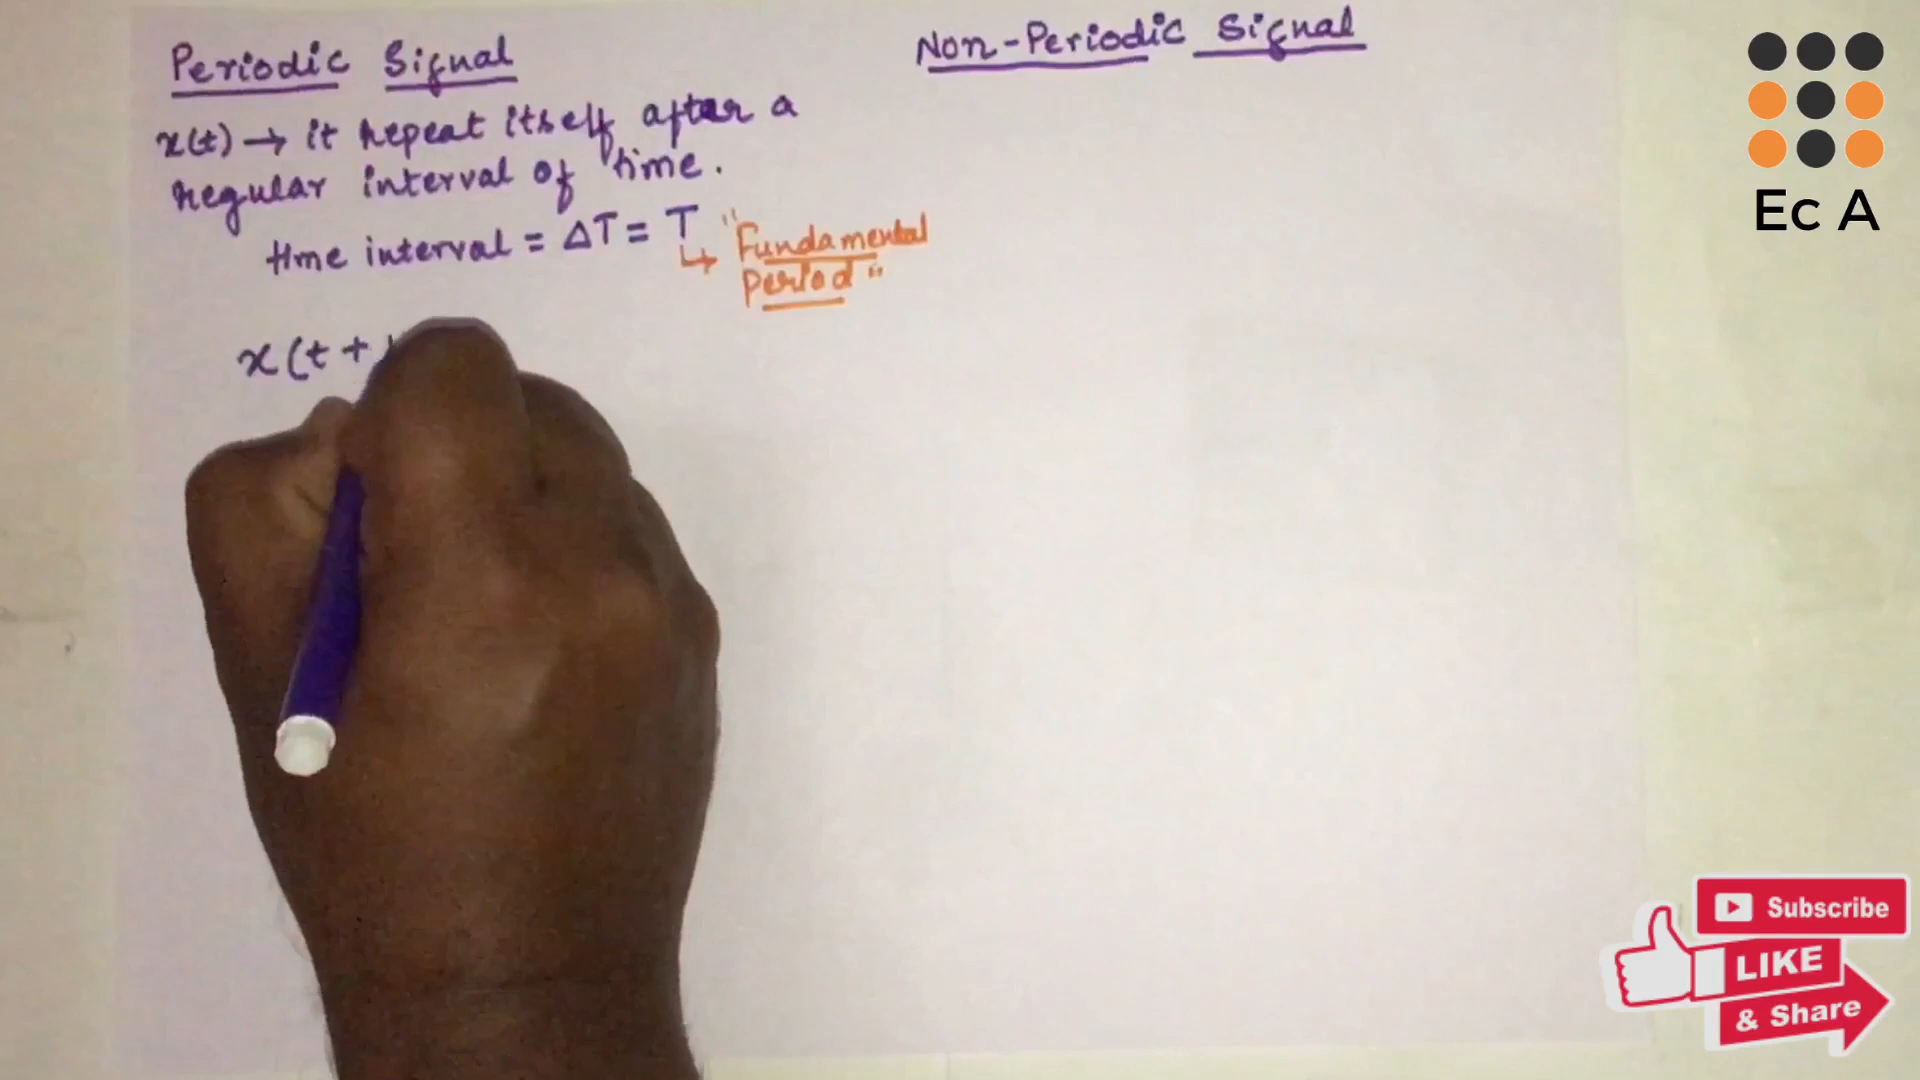 Periodic Signal
x(t) → it repeat itself after a
regular interval of time.
time interval = ΔT = T
"Fundamental
Period"
x(t +
Non-Periodic Signal
Ec A
Subscribe
LIKE
& Share